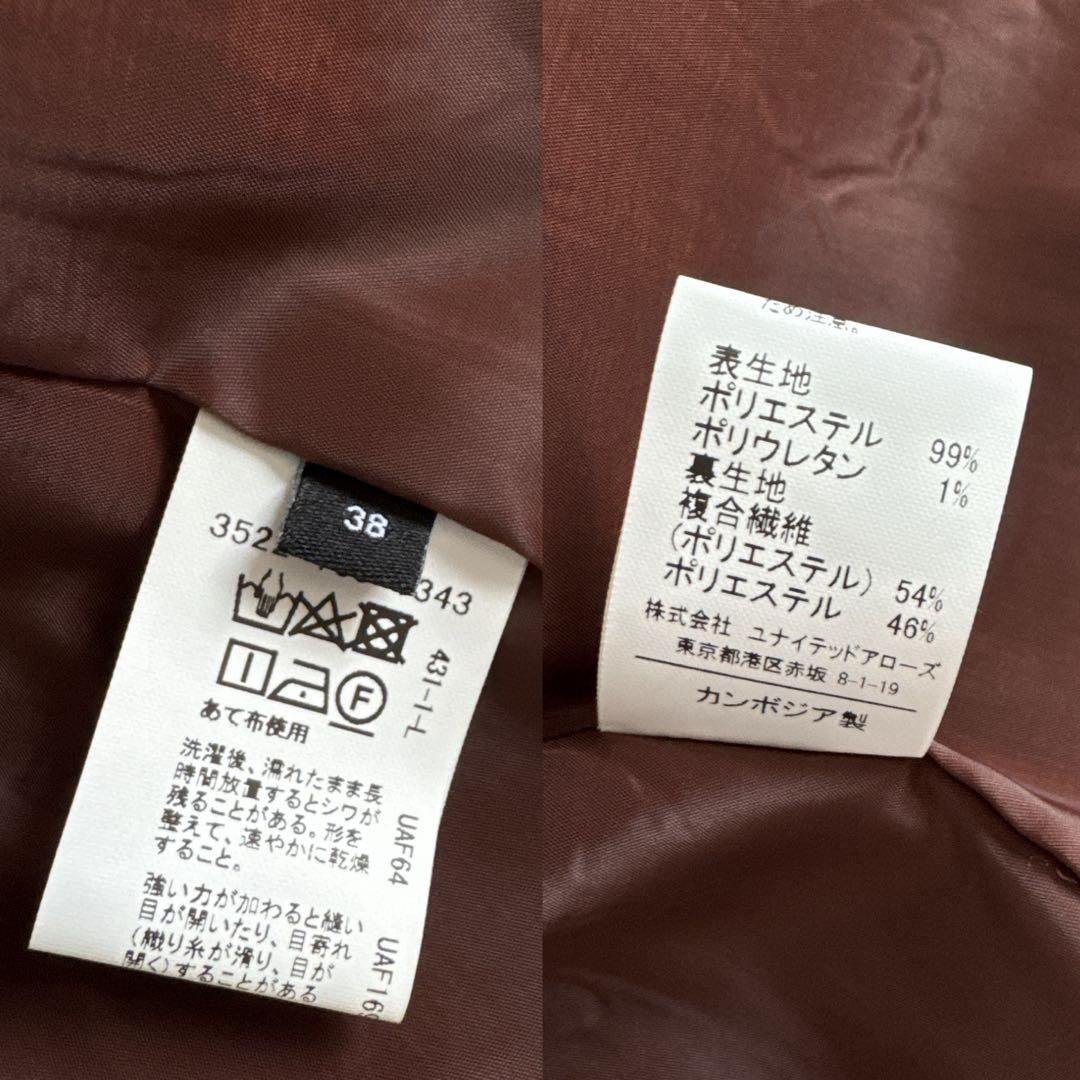 38
352
343
431-1-L
あて布使用
洗濯後、濡れたまま長
時間放置するとシワが
残ることがある。形を
整えて、速やかに乾燥
すること。
UAF64
強い力が加わると縫い
目が開いたり、目寄れ
(織り糸が滑り、目が
開く)することがある
UAF16
ため注意。
表生地
ポリエステル 99%
ポリウレタン 1%
裏生地
複合繊維
(ポリエステル) 54%
ポリエステル 46%
株式会社 ユナイテッドアローズ
東京都港区赤坂 8-1-19
カンボジア製